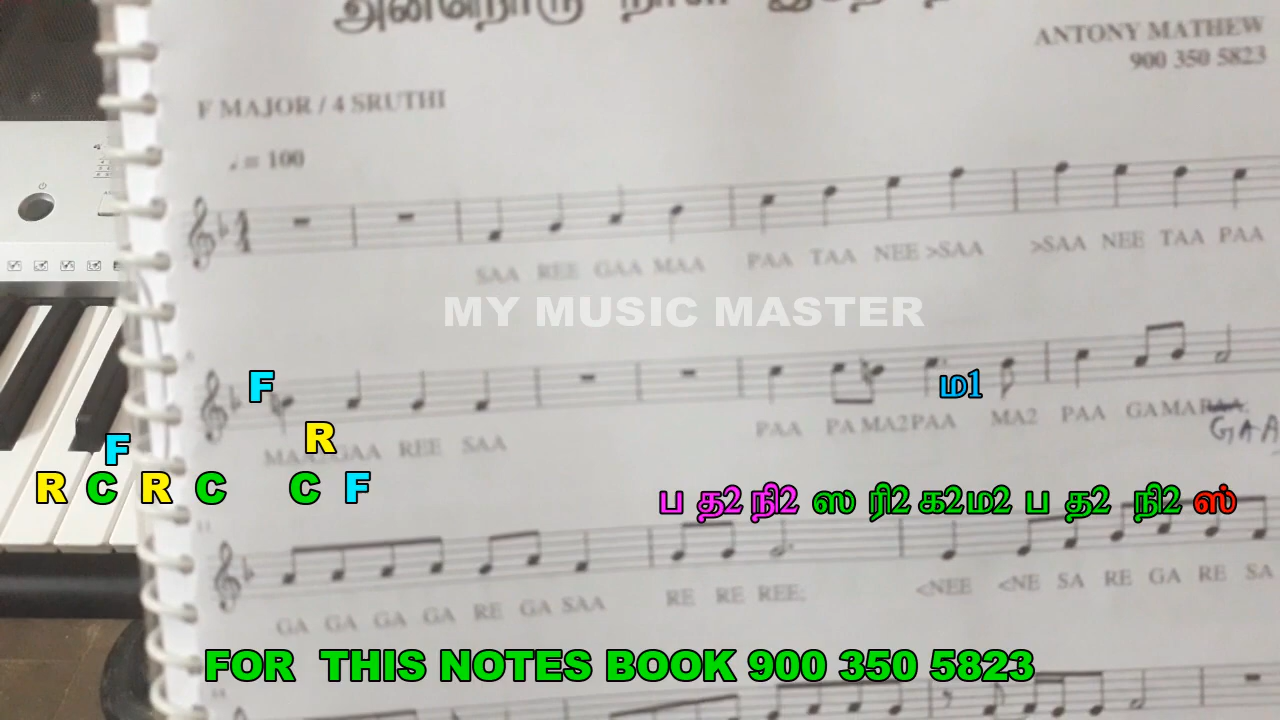 ANTONY MATHEW
900 350 5823
F MAJOR / 4 SRUTHI
= 100
SAA REE GAA MAA PAA TAA NEE >SAA >SAA NEE TAA PAA
MY MUSIC MASTER
F
ம1
GAA REE SAA PAA PA MA2 PAA MA2 PAA GA MA
GAA
R
F
R C R C C F
ப த2 நி2 ஸ ரி2 க2 ம2 ப த2 நி2 ஸ்
GA GA GA GA RE GA SAA RE RE REE; <NEE <NE SA RE GA RE SA
FOR THIS NOTES BOOK 900 350 5823